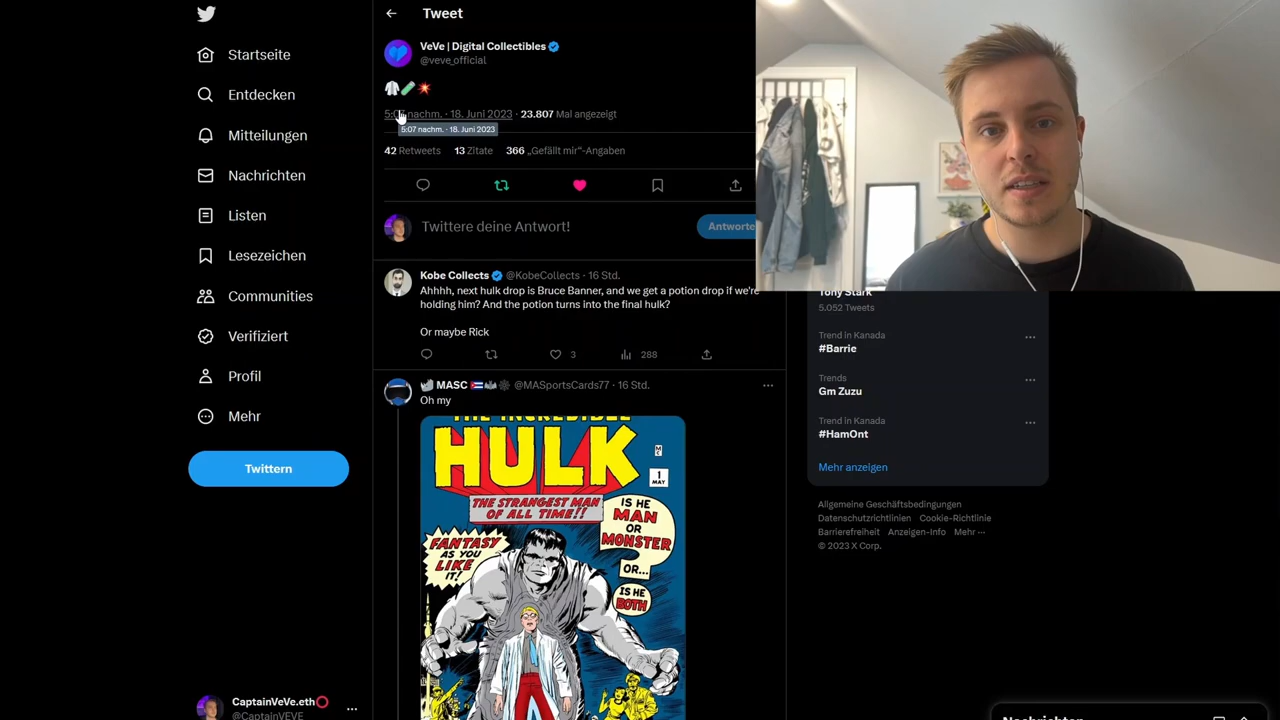 Tweet
Startseite
Entdecken
Mitteilungen
Nachrichten
Listen
Lesezeichen
Communities
Verifiziert
Profil
Mehr
Twittern
CaptainVeVe.eth
@CaptainVEVE
VeVe | Digital Collectibles
@veve_official
5:07 nachm. · 18. Juni 2023 · 23.807 Mal angezeigt
5:07 nachm. · 18. Juni 2023
42 Retweets 13 Zitate 366 „Gefällt mir“-Angaben
Twittere deine Antwort!
Antworte
Kobe Collects @KobeCollects · 16 Std.
Ahhhh, next hulk drop is Bruce Banner, and we get a potion drop if we're
holding him? And the potion turns into the final hulk?
Or maybe Rick
3 288
MASC @MASportsCards77 · 16 Std.
Oh my
THE INCREDIBLE
HULK
1
MAY
THE STRANGEST MAN
OF ALL TIME!!
IS HE
MAN
OR
MONSTER
OR...
IS HE
BOTH
FANTASY
AS YOU
LIKE
IT!
Tony Stark
5.052 Tweets
Trend in Kanada
#Barrie
Trends
Gm Zuzu
Trend in Kanada
#HamOnt
Mehr anzeigen
Allgemeine Geschäftsbedingungen
Datenschutzrichtlinien Cookie-Richtlinie
Barrierefreiheit Anzeigen-Info Mehr ···
© 2023 X Corp.
Nachrichten